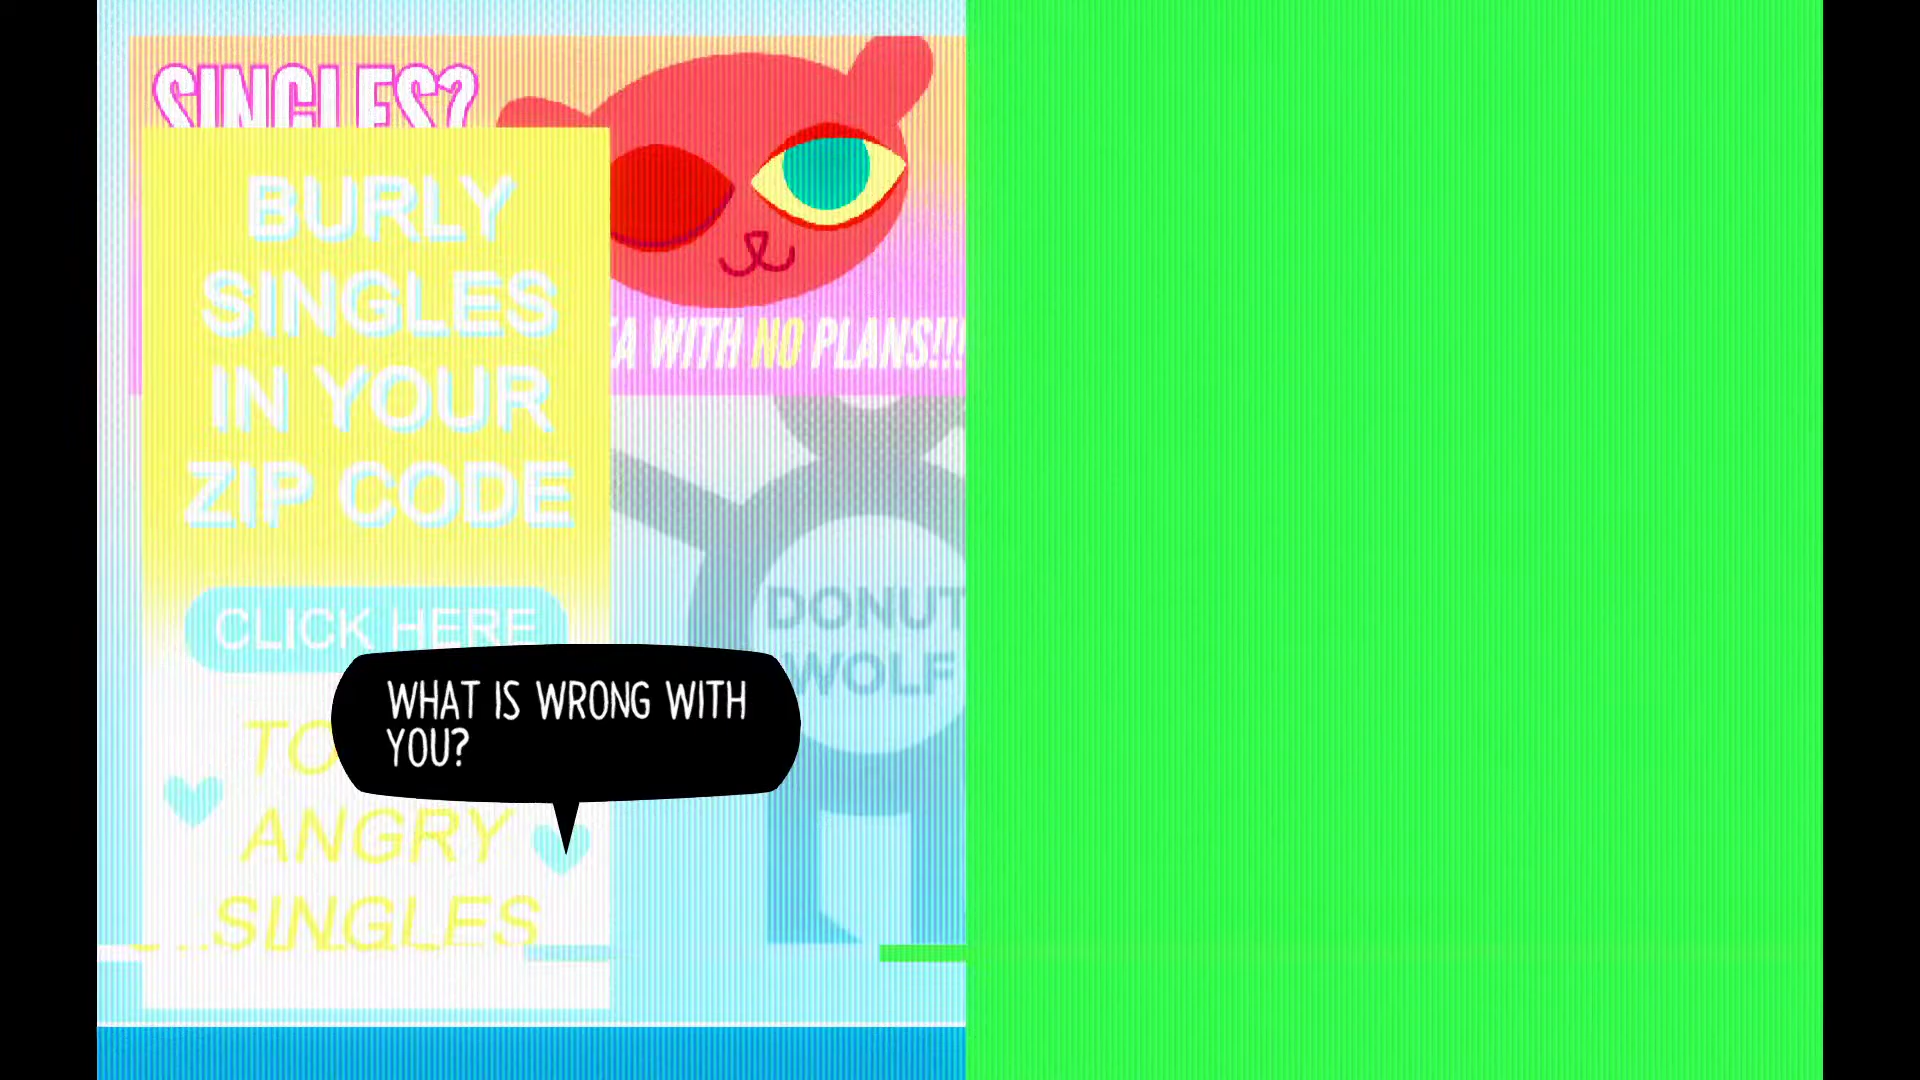 SINGLES?
BURLY
SINGLES
IN YOUR
ZIP CODE
WITH NO PLANS!!!
CLICK HERE
DONUT
WOLF
WHAT IS WRONG WITH
YOU?
ANGRY
SINGLES